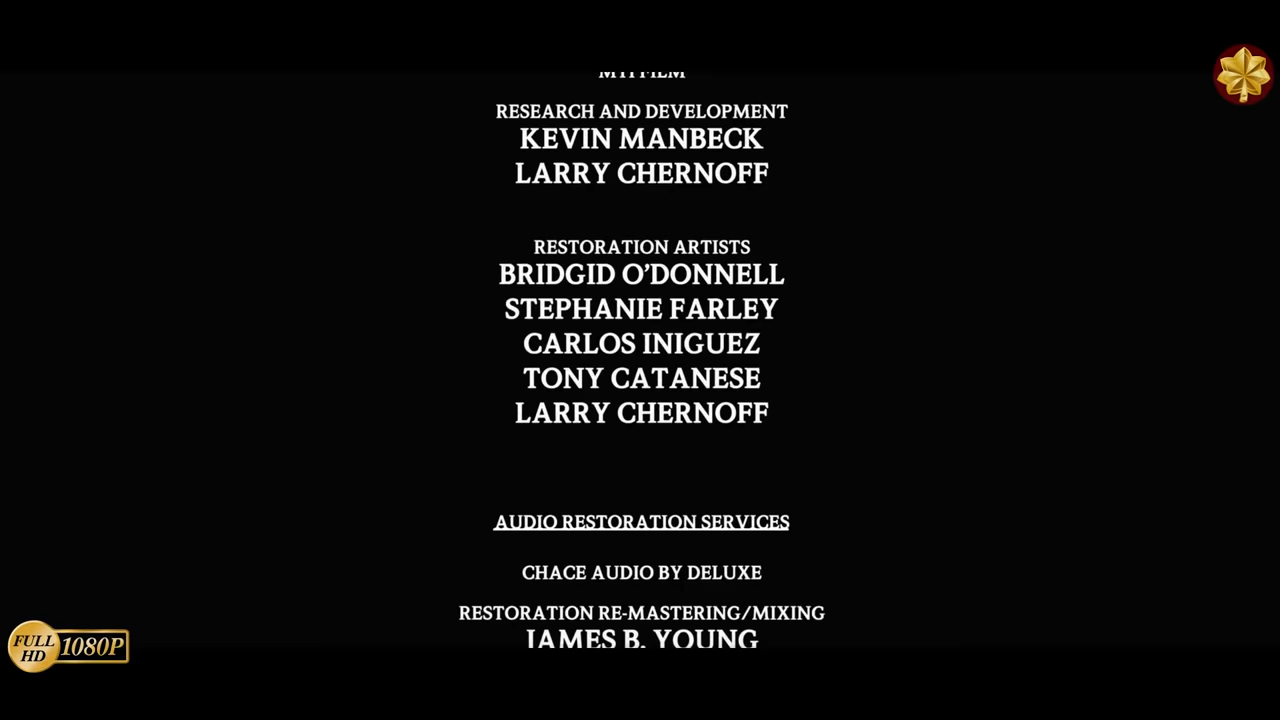 RESEARCH AND DEVELOPMENT
KEVIN MANBECK
LARRY CHERNOFF
RESTORATION ARTISTS
BRIDGID O’DONNELL
STEPHANIE FARLEY
CARLOS INIGUEZ
TONY CATANESE
LARRY CHERNOFF
AUDIO RESTORATION SERVICES
CHACE AUDIO BY DELUXE
RESTORATION RE-MASTERING/MIXING
JAMES B. YOUNG
FULL HD 1080P